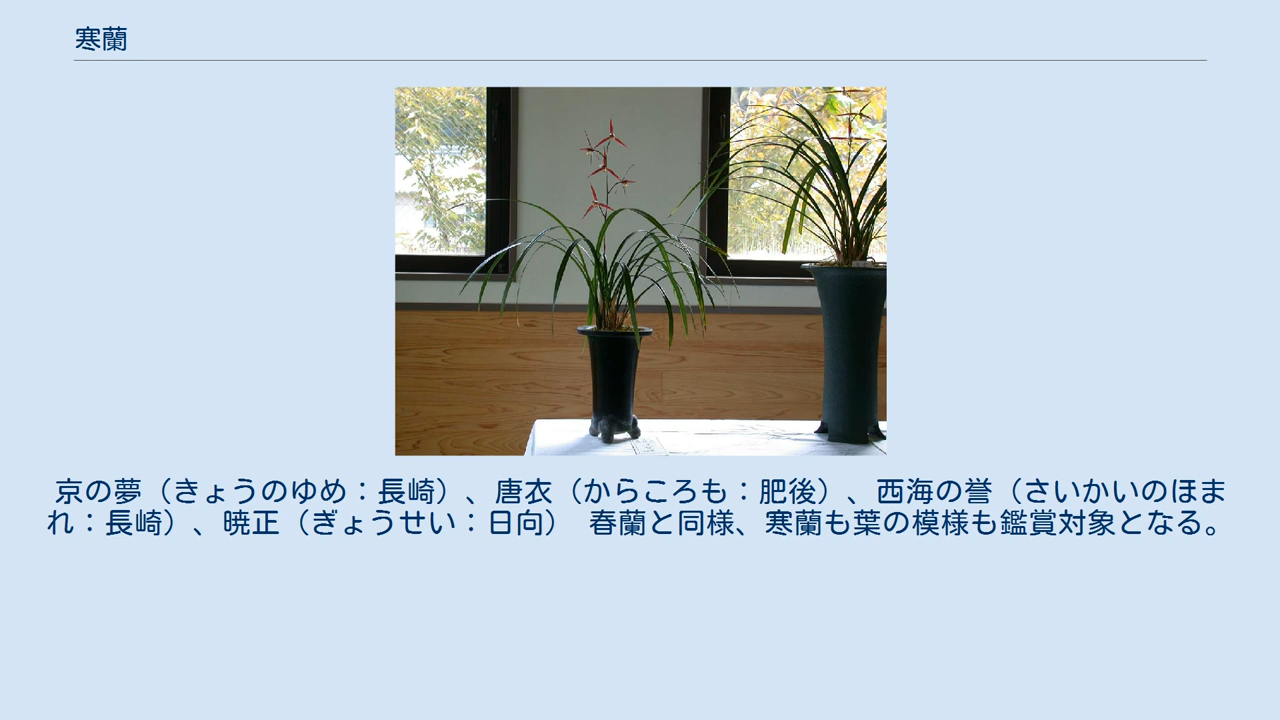 寒蘭
京の夢（きょうのゆめ：長崎）、唐衣（からころも：肥後）、西海の誉（さいかいのほま
れ：長崎）、暁正（ぎょうせい：日向）　春蘭と同様、寒蘭も葉の模様も鑑賞対象となる。